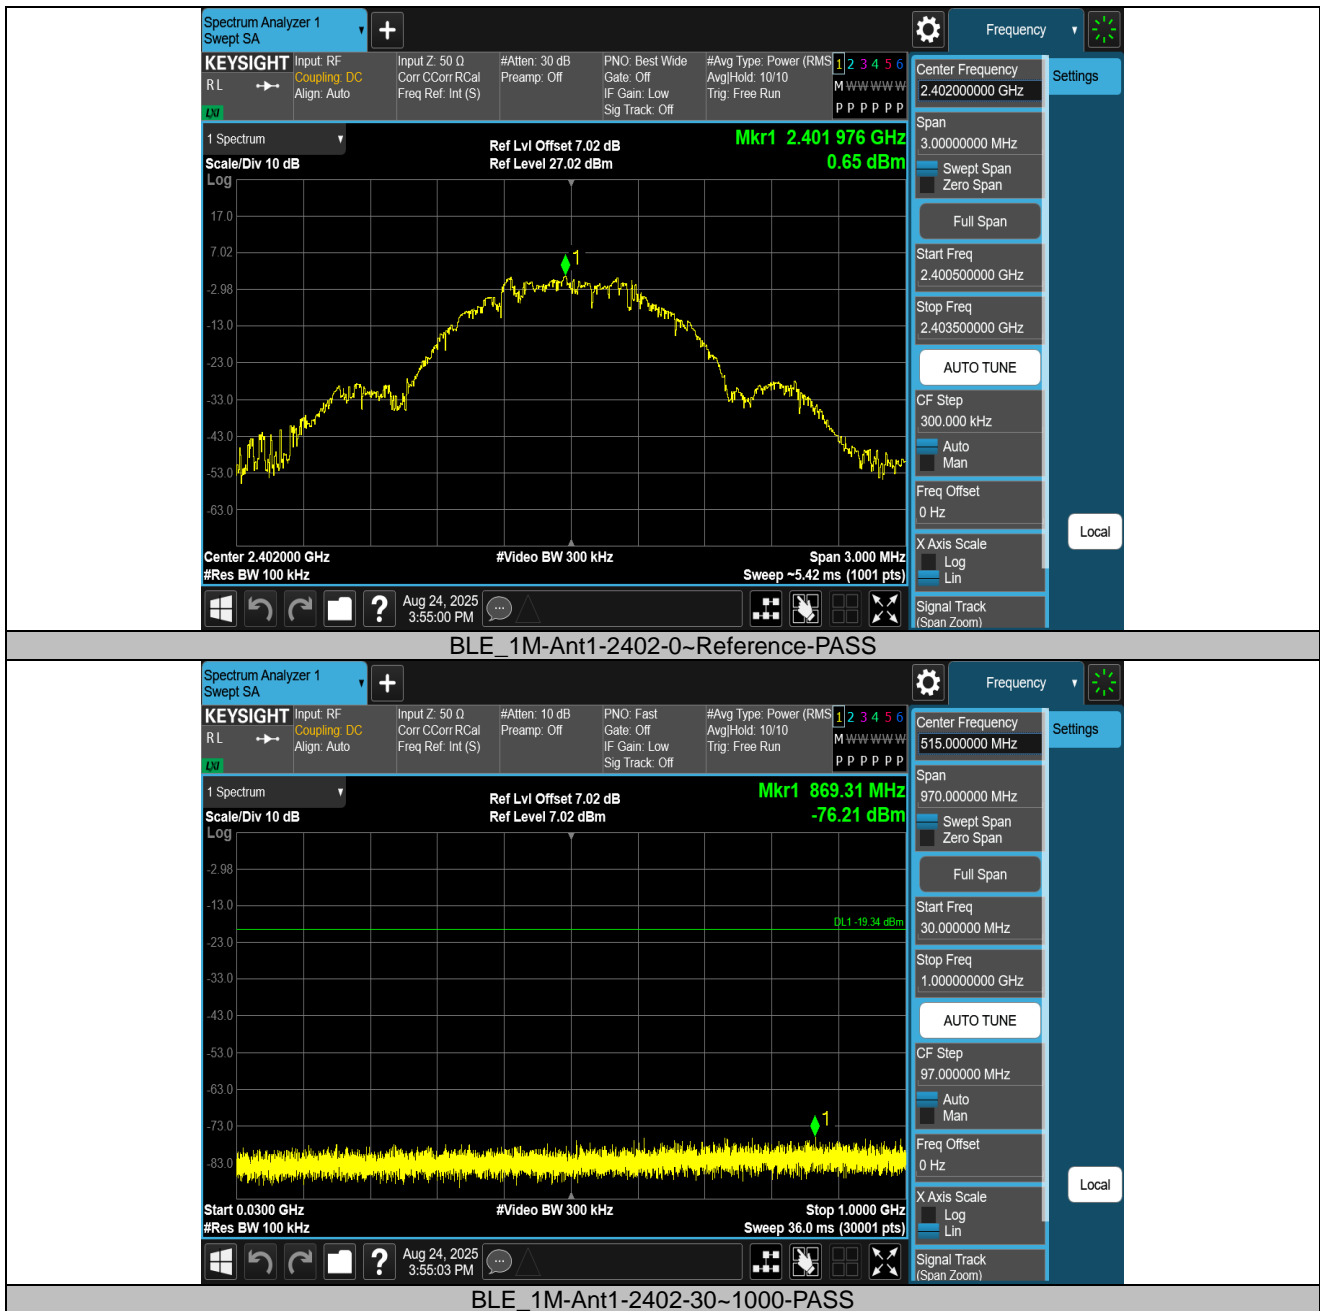 Spectrum Analyzer 1
Swept SA
Frequency
KEYSIGHT
RL
LXI
Input: RF
Coupling: DC
Align: Auto
Input Z: 50 Ω
Corr CCorr RCal
Freq Ref: Int (S)
#Atten: 30 dB
Preamp: Off
PNO: Best Wide
Gate: Off
IF Gain: Low
Sig Track: Off
#Avg Type: Power (RMS
Avg|Hold: 10/10
Trig: Free Run
1 2 3 4 5 6
M W W W W W
P P P P P P
Center Frequency
2.402000000 GHz
Settings
Span
3.00000000 MHz
Swept Span
Zero Span
Full Span
Start Freq
2.400500000 GHz
Stop Freq
2.403500000 GHz
AUTO TUNE
CF Step
300.000 kHz
Auto
Man
Freq Offset
0 Hz
X Axis Scale
Log
Lin
Signal Track
(Span Zoom)
Local
1 Spectrum
Scale/Div 10 dB
Log
Ref Lvl Offset 7.02 dB
Ref Level 27.02 dBm
Mkr1 2.401 976 GHz
0.65 dBm
17.0
7.02
-2.98
-13.0
-23.0
-33.0
-43.0
-53.0
-63.0
1
Center 2.402000 GHz
#Res BW 100 kHz
#Video BW 300 kHz
Span 3.000 MHz
Sweep ~5.42 ms (1001 pts)
Aug 24, 2025
3:55:00 PM
BLE_1M-Ant1-2402-0~Reference-PASS
Spectrum Analyzer 1
Swept SA
Frequency
KEYSIGHT
RL
LXI
Input: RF
Coupling: DC
Align: Auto
Input Z: 50 Ω
Corr CCorr RCal
Freq Ref: Int (S)
#Atten: 10 dB
Preamp: Off
PNO: Fast
Gate: Off
IF Gain: Low
Sig Track: Off
#Avg Type: Power (RMS
Avg|Hold: 10/10
Trig: Free Run
1 2 3 4 5 6
M W W W W W
P P P P P P
Center Frequency
515.000000 MHz
Settings
Span
970.000000 MHz
Swept Span
Zero Span
Full Span
Start Freq
30.000000 MHz
Stop Freq
1.000000000 GHz
AUTO TUNE
CF Step
97.000000 MHz
Auto
Man
Freq Offset
0 Hz
X Axis Scale
Log
Lin
Signal Track
(Span Zoom)
Local
1 Spectrum
Scale/Div 10 dB
Log
Ref Lvl Offset 7.02 dB
Ref Level 7.02 dBm
Mkr1 869.31 MHz
-76.21 dBm
-2.98
-13.0
DL1 -19.34 dBm
-23.0
-33.0
-43.0
-53.0
-63.0
-73.0
-83.0
1
Start 0.0300 GHz
#Res BW 100 kHz
#Video BW 300 kHz
Stop 1.0000 GHz
Sweep 36.0 ms (30001 pts)
Aug 24, 2025
3:55:03 PM
BLE_1M-Ant1-2402-30~1000-PASS